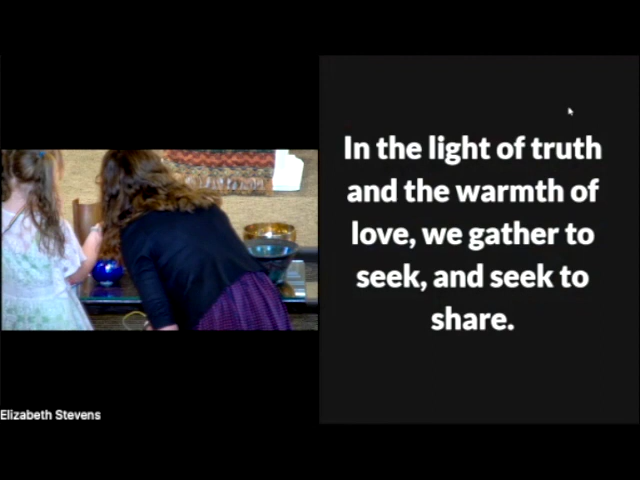 In the light of truth
and the warmth of
love, we gather to
seek, and seek to
share.
Elizabeth Stevens